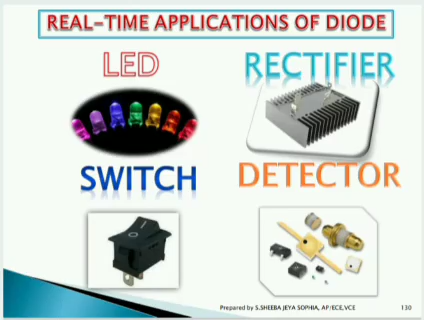 REAL-TIME APPLICATIONS OF DIODE
LED
RECTIFIER
SWITCH
DETECTOR
Prepared by S.SHEEBA JEYA SOPHIA, AP/ECE,VCE
130